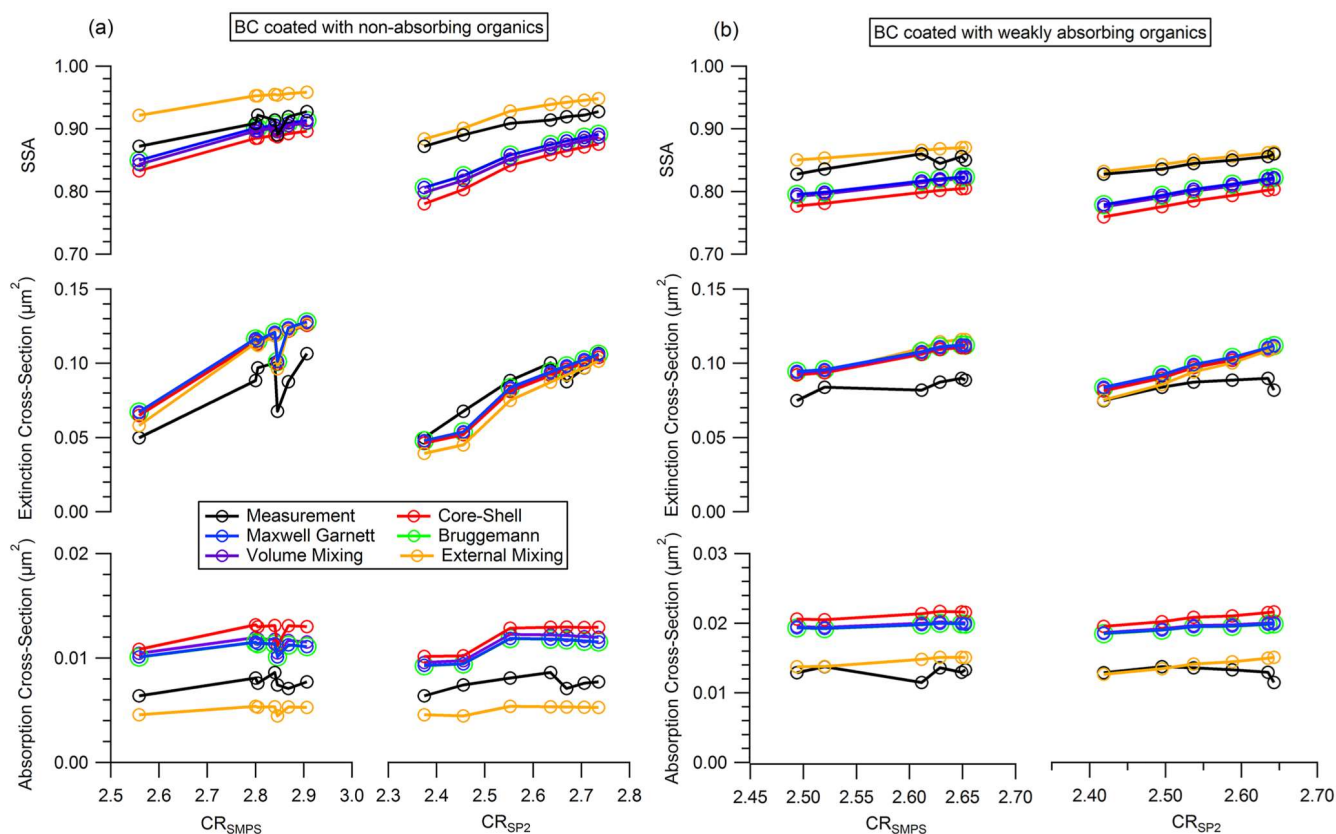 (a)
BC coated with non-absorbing organics
(b)
BC coated with weakly absorbing organics
SSA
1.00
0.90
0.80
0.70
SSA
1.00
0.90
0.80
0.70
Extinction Cross-Section (µm²)
0.15
0.10
0.05
0.00
Extinction Cross-Section (µm²)
0.15
0.10
0.05
0.00
Measurement
Core-Shell
Maxwell Garnett
Bruggemann
Volume Mixing
External Mixing
Absorption Cross-Section (µm²)
0.02
0.01
0.00
Absorption Cross-Section (µm²)
0.03
0.02
0.01
0.00
2.5 2.6 2.7 2.8 2.9 3.0
2.3 2.4 2.5 2.6 2.7 2.8
2.45 2.50 2.55 2.60 2.65 2.70
2.40 2.50 2.60 2.70
CRSMPS
CRSP2
CRSMPS
CRSP2